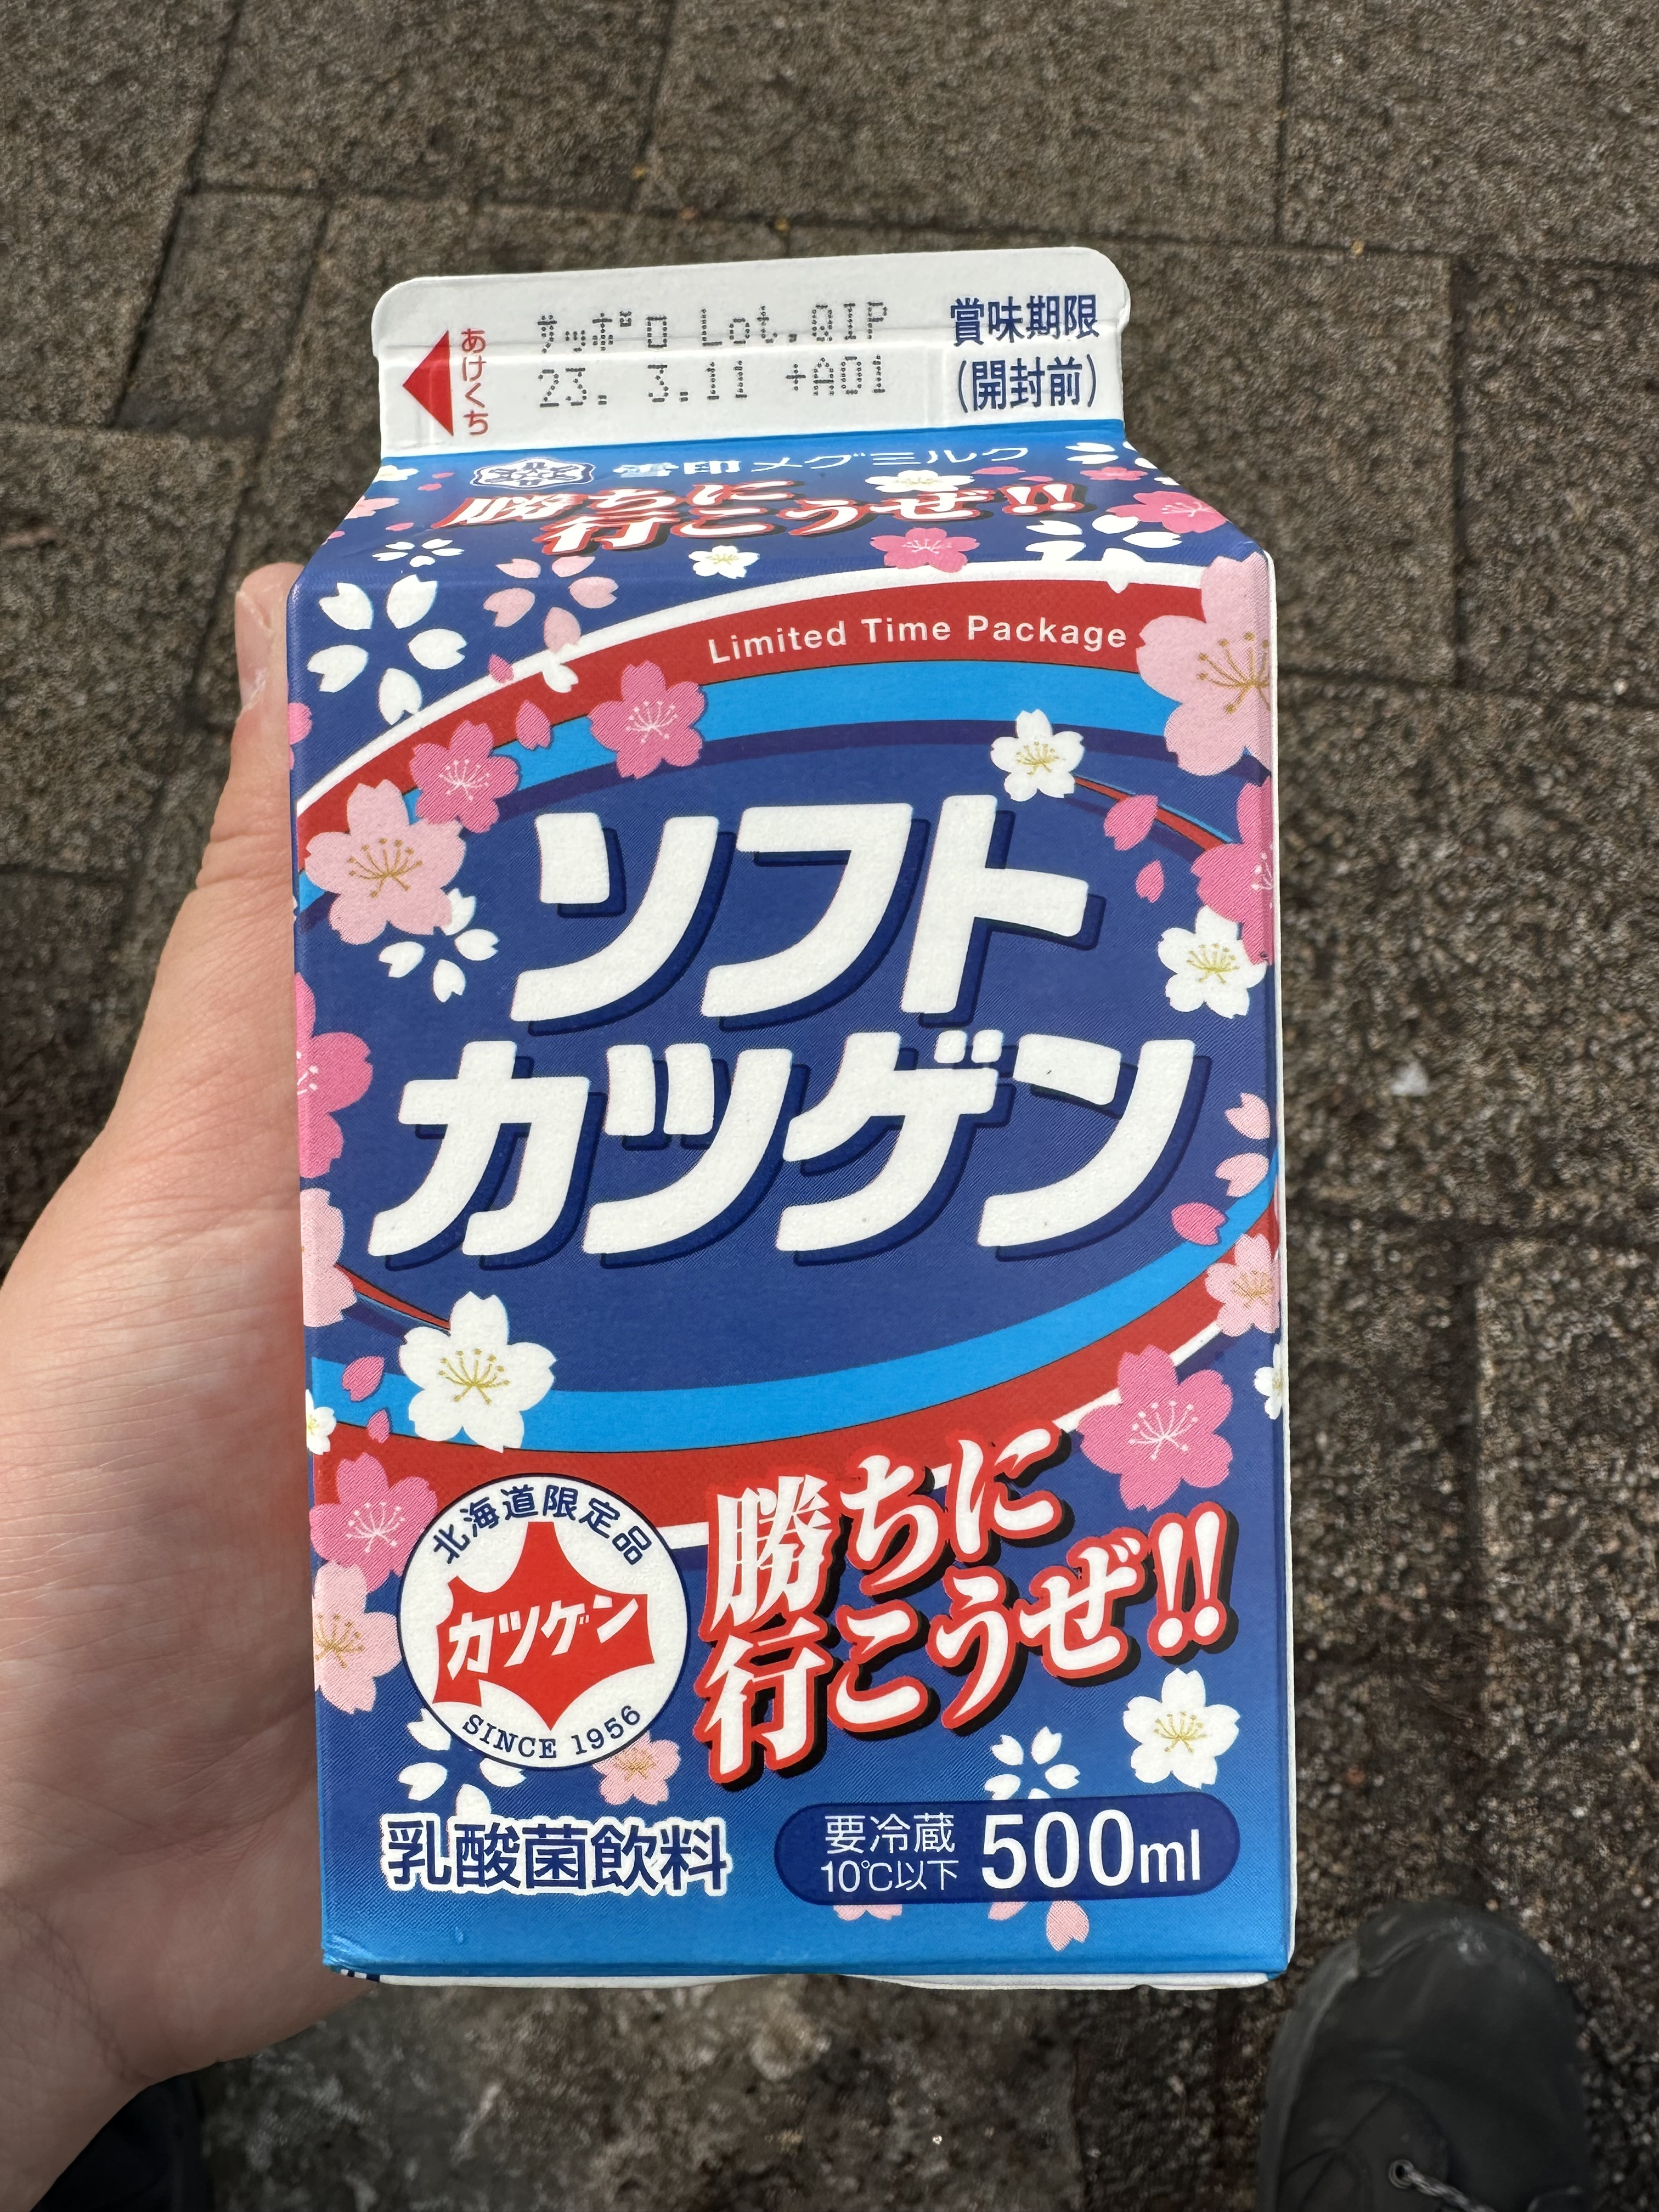 あけくち
サッポロ Lot.QIP
23. 3.11 +A01
賞味期限
(開封前)
雪印メグミルク
勝ちに
行こうぜ!!
Limited Time Package
ソフト
カツゲン
北海道限定品
カツゲン
SINCE 1956
勝ちに
行こうぜ!!
乳酸菌飲料
要冷蔵
10℃以下
500ml